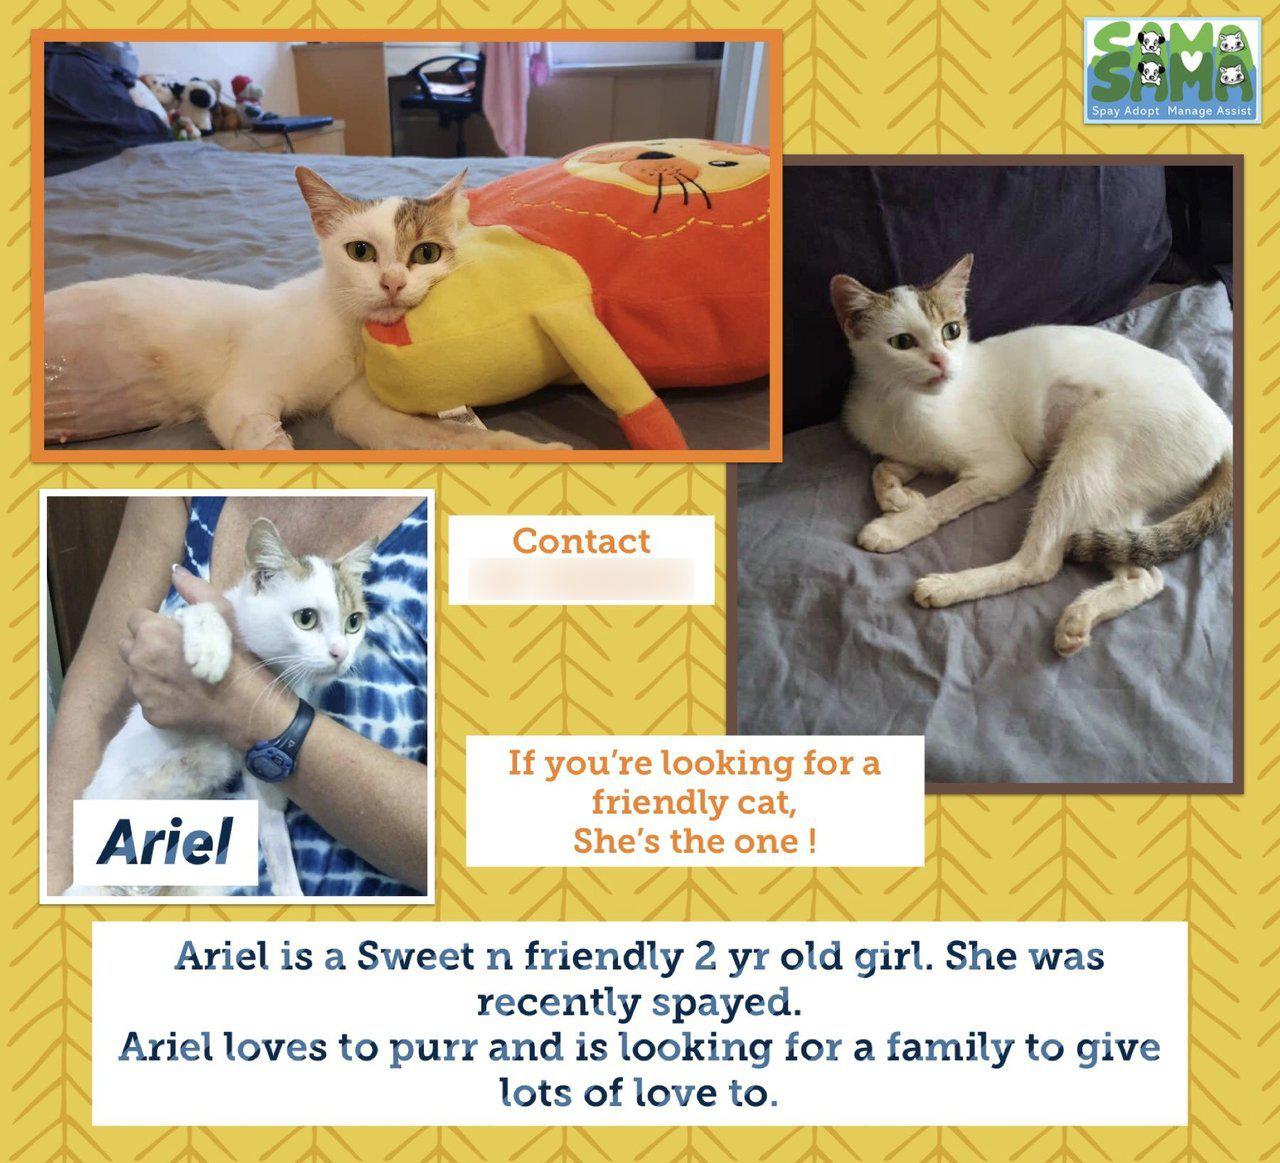 SAMA
SAMA
Spay Adopt Manage Assist
Contact
If you're looking for a
friendly cat,
She's the one !
Ariel
Ariel is a Sweet n friendly 2 yr old girl. She was
recently spayed.
Ariel loves to purr and is looking for a family to give
lots of love to.